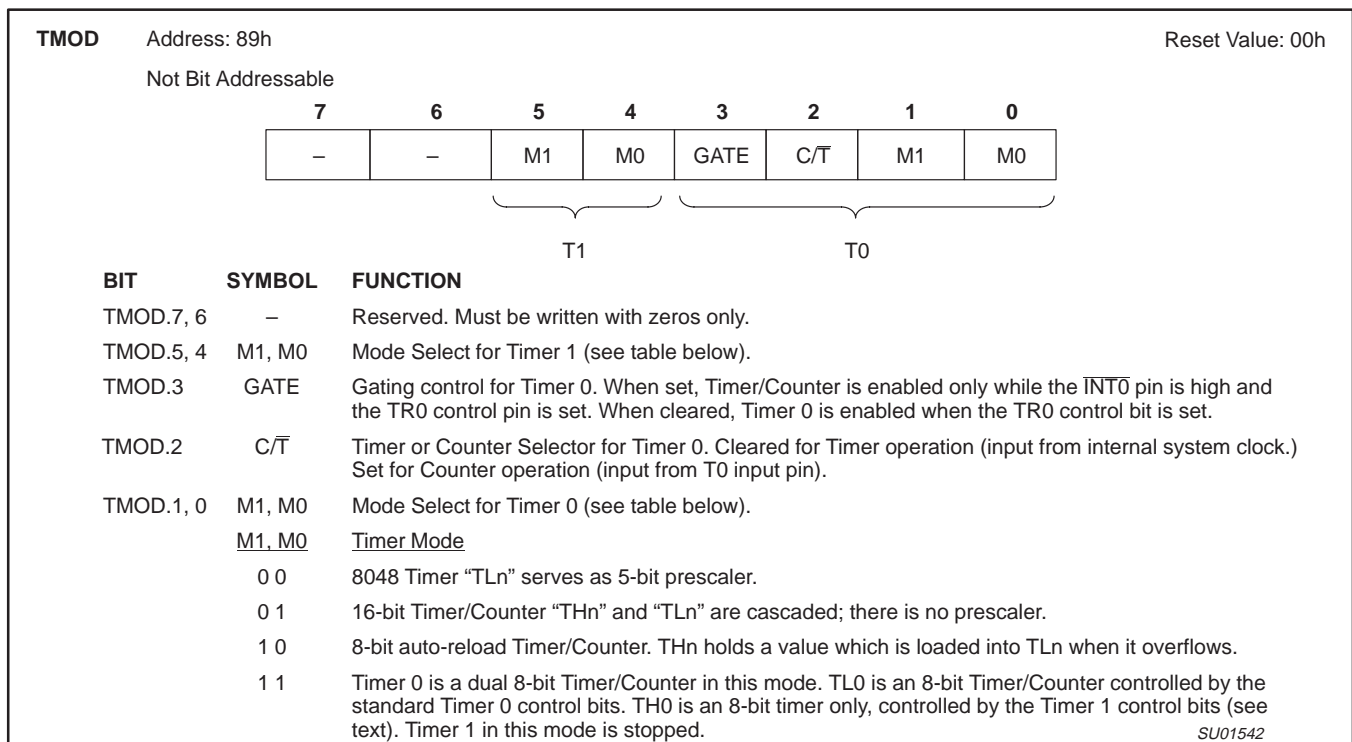 TMOD Address: 89h Reset Value: 00h
Not Bit Addressable
7 6 5 4 3 2 1 0
– – M1 M0 GATE C/T̅ M1 M0
T1 T0
BIT SYMBOL FUNCTION
TMOD.7, 6 – Reserved. Must be written with zeros only.
TMOD.5, 4 M1, M0 Mode Select for Timer 1 (see table below).
TMOD.3 GATE Gating control for Timer 0. When set, Timer/Counter is enabled only while the I̅N̅T̅0̅ pin is high and
the TR0 control pin is set. When cleared, Timer 0 is enabled when the TR0 control bit is set.
TMOD.2 C/T̅ Timer or Counter Selector for Timer 0. Cleared for Timer operation (input from internal system clock.)
Set for Counter operation (input from T0 input pin).
TMOD.1, 0 M1, M0 Mode Select for Timer 0 (see table below).
M1, M0 Timer Mode
0 0 8048 Timer “TLn” serves as 5-bit prescaler.
0 1 16-bit Timer/Counter “THn” and “TLn” are cascaded; there is no prescaler.
1 0 8-bit auto-reload Timer/Counter. THn holds a value which is loaded into TLn when it overflows.
1 1 Timer 0 is a dual 8-bit Timer/Counter in this mode. TL0 is an 8-bit Timer/Counter controlled by the
standard Timer 0 control bits. TH0 is an 8-bit timer only, controlled by the Timer 1 control bits (see
text). Timer 1 in this mode is stopped.
SU01542